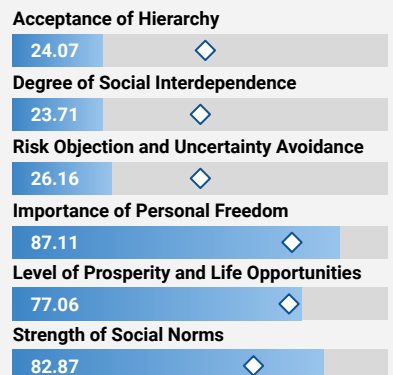 Acceptance of Hierarchy
24.07
Degree of Social Interdependence
23.71
Risk Objection and Uncertainty Avoidance
26.16
Importance of Personal Freedom
87.11
Level of Prosperity and Life Opportunities
77.06
Strength of Social Norms
82.87